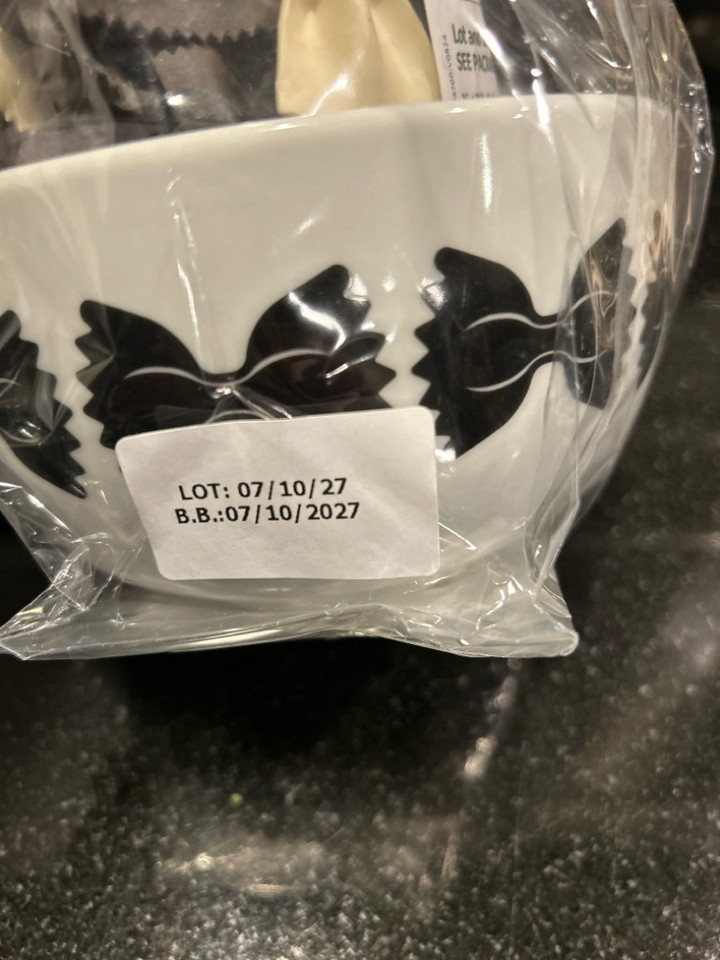 Lot and
SEE PACK
LOT: 07/10/27
B.B.:07/10/2027